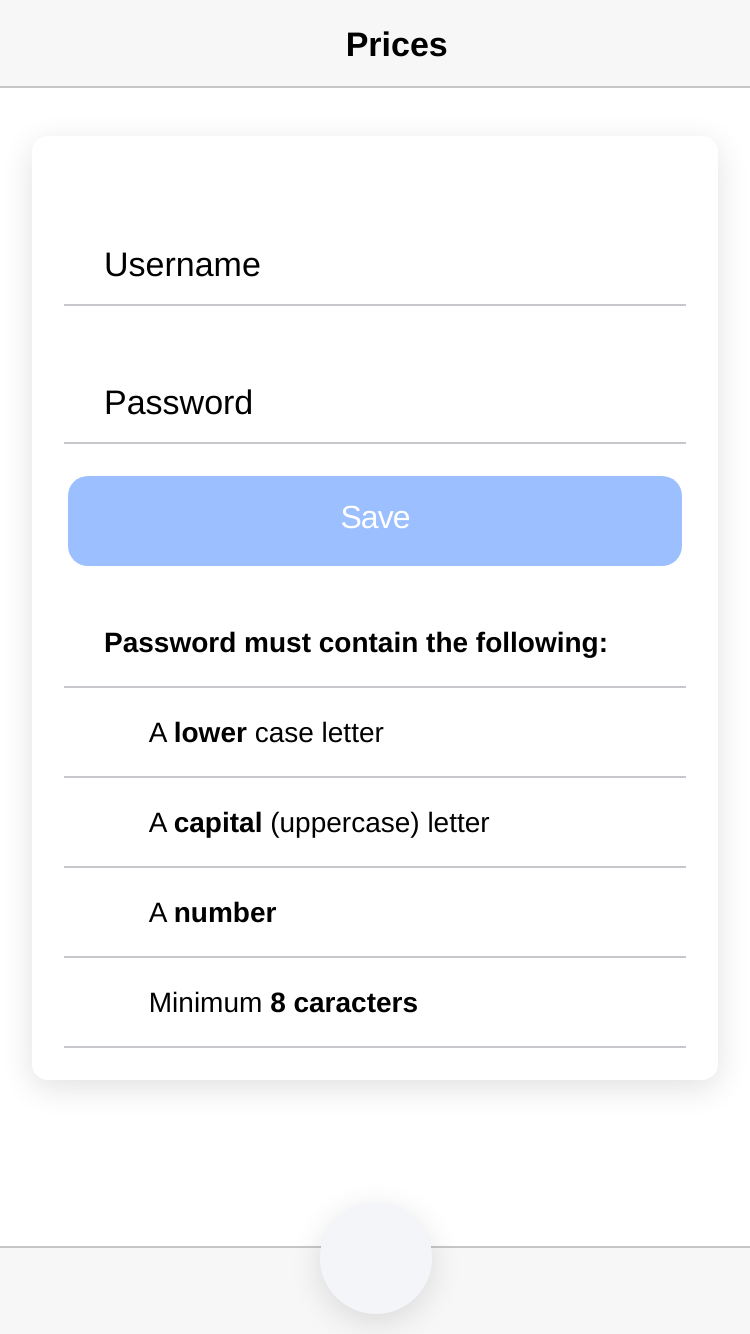 Prices
Username
Password
Save
Password must contain the following:
A lower case letter
A capital (uppercase) letter
A number
Minimum 8 caracters